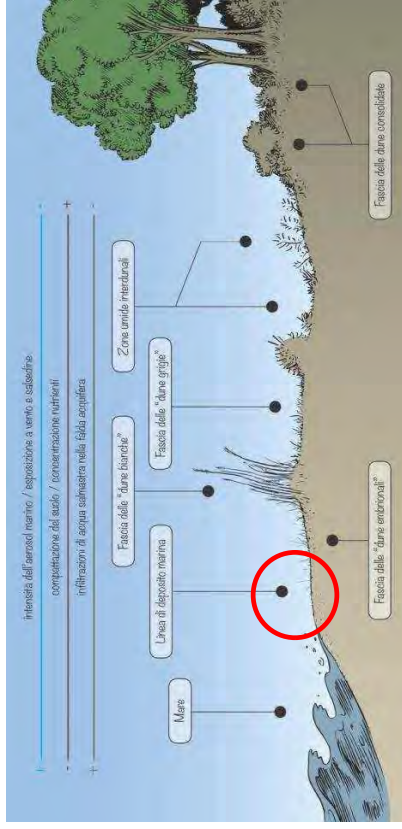 intensità dell'aerosol marino / esposizione a vento e salsedine
compattazione del suolo / concentrazione nutrienti
infiltrazioni di acqua salmastra nella falda acquifera
+ -
- +
+ -
Mare
Linea di deposito marina
Fascia delle "dune bianche"
Fascia delle "dune grigie"
Zone umide interdunali
Fascia delle "dune embrionali"
Fascia delle dune consolidate